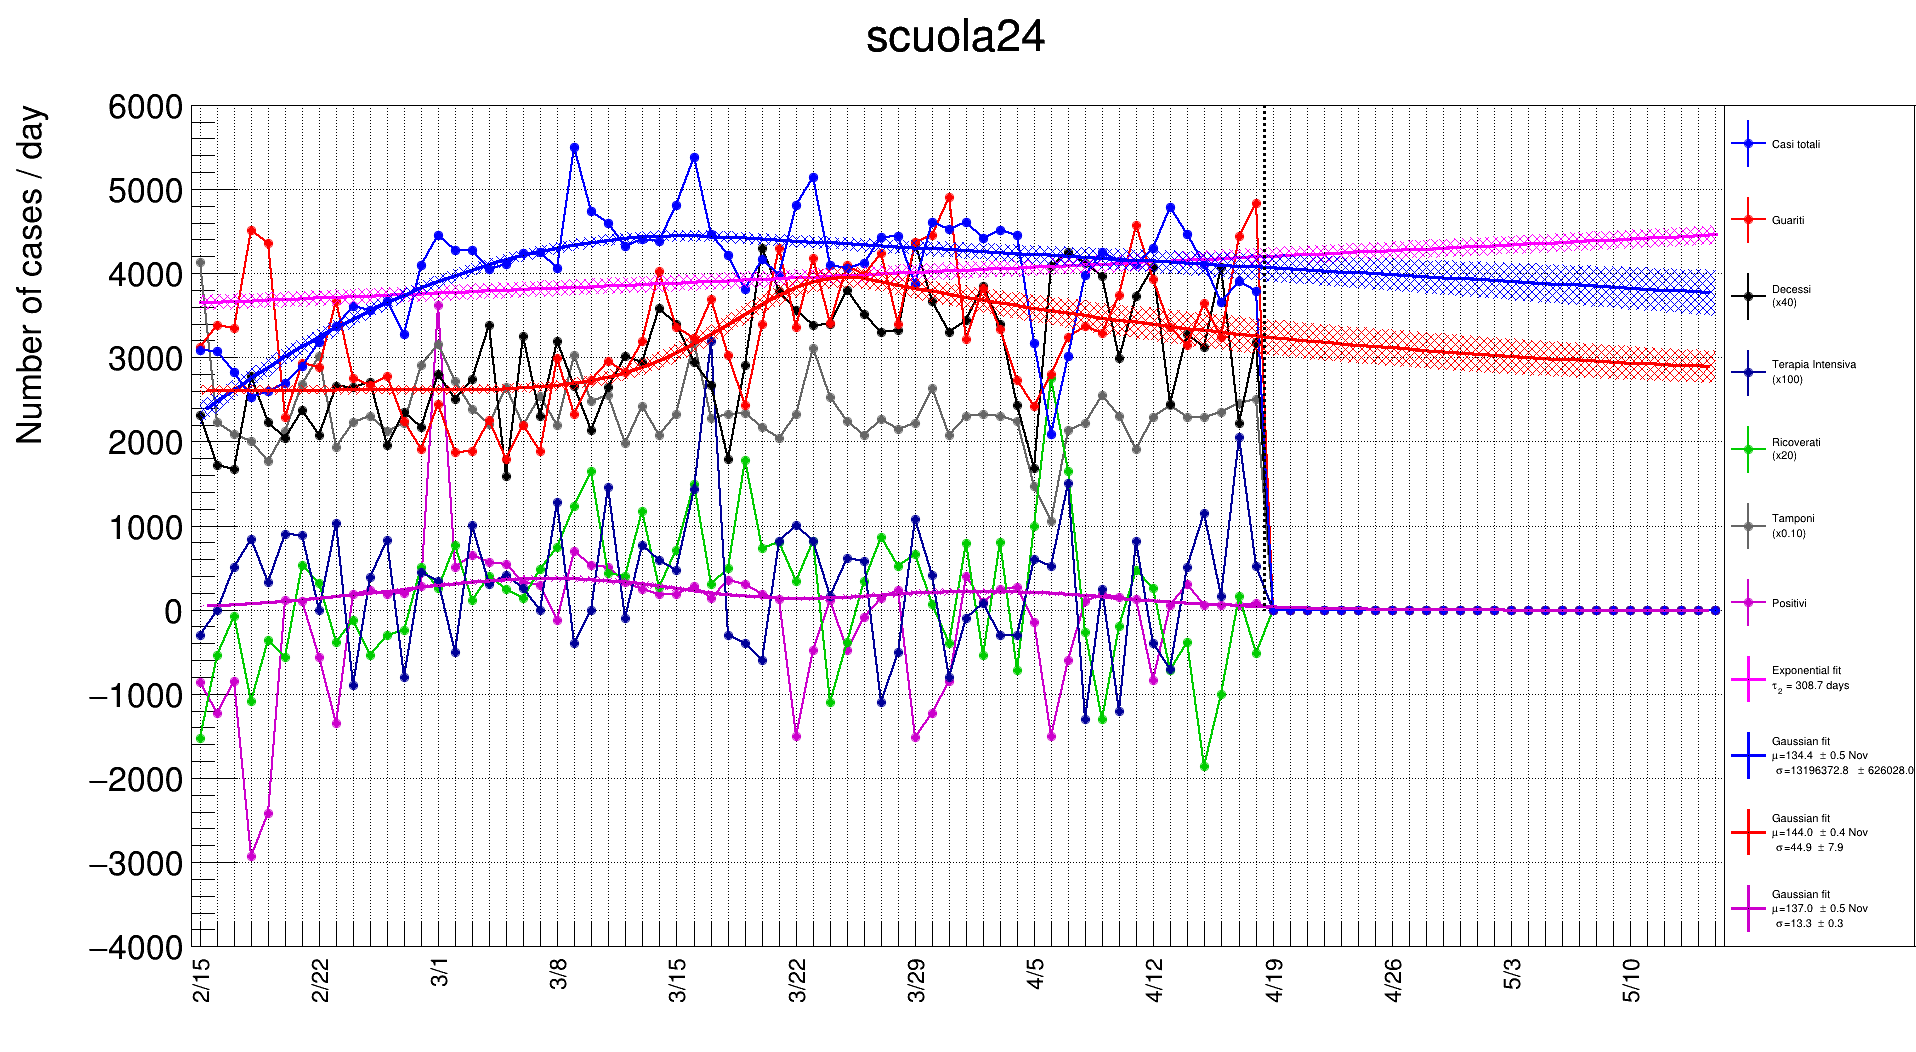 scuola24
Number of cases / day
6000
5000
4000
3000
2000
1000
0
−1000
−2000
−3000
−4000
2/15
2/22
3/1
3/8
3/15
3/22
3/29
4/5
4/12
4/19
4/26
5/3
5/10
Casi totali
Guariti
Decessi
(x40)
Terapia Intensiva
(x100)
Ricoverati
(x20)
Tamponi
(x0.10)
Positivi
Exponential fit
τ2 = 308.7 days
Gaussian fit
μ=134.4 ± 0.5 Nov
σ=13196372.8 ± 626028.0
Gaussian fit
μ=144.0 ± 0.4 Nov
σ=44.9 ± 7.9
Gaussian fit
μ=137.0 ± 0.5 Nov
σ=13.3 ± 0.3